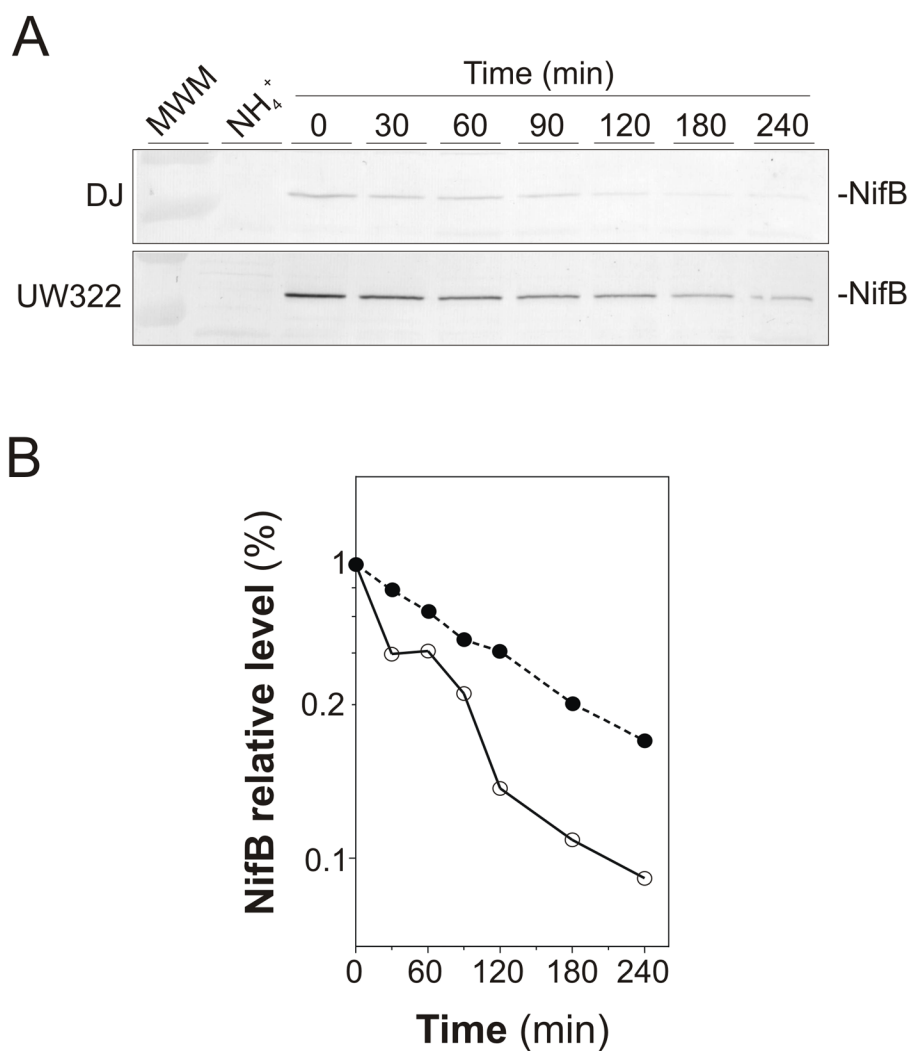 A
MWM
NH4+
Time (min)
0 30 60 90 120 180 240
DJ
-NifB
UW322
-NifB
B
NifB relative level (%)
1
0.2
0.1
0 60 120 180 240
Time (min)